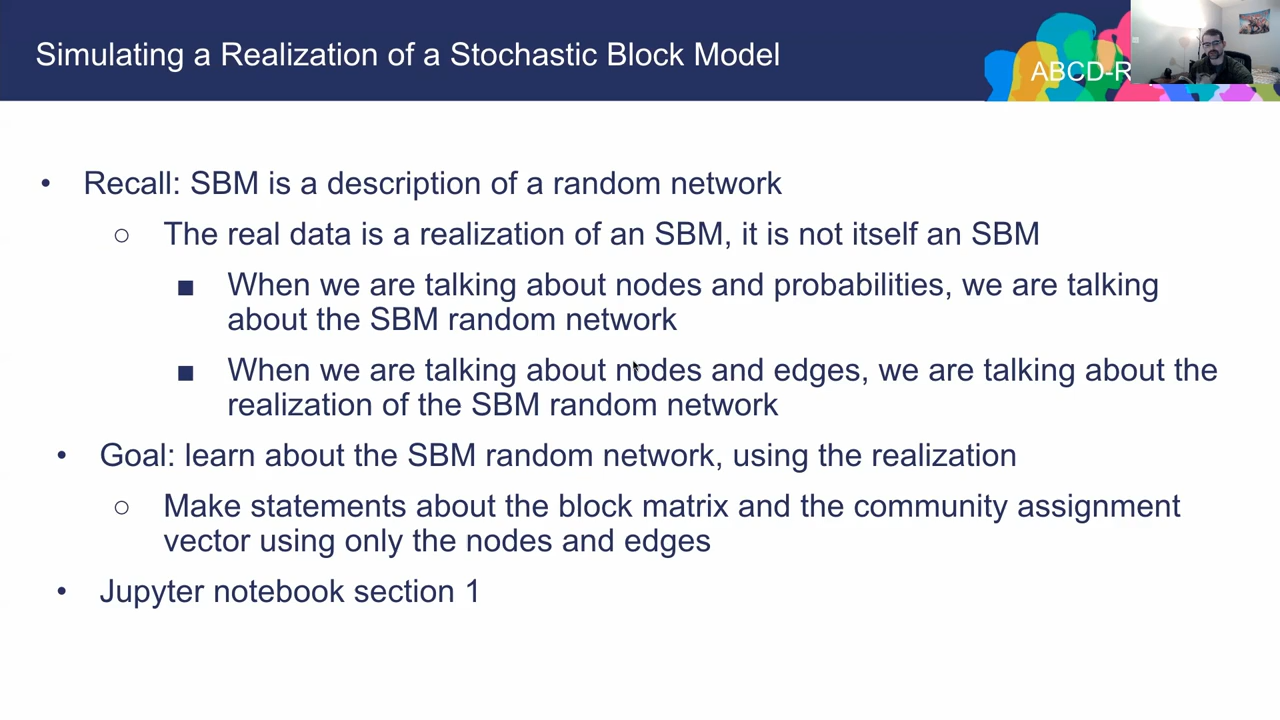 Simulating a Realization of a Stochastic Block Model
ABCD-R
• Recall: SBM is a description of a random network
○ The real data is a realization of an SBM, it is not itself an SBM
■ When we are talking about nodes and probabilities, we are talking
about the SBM random network
■ When we are talking about nodes and edges, we are talking about the
realization of the SBM random network
• Goal: learn about the SBM random network, using the realization
○ Make statements about the block matrix and the community assignment
vector using only the nodes and edges
• Jupyter notebook section 1